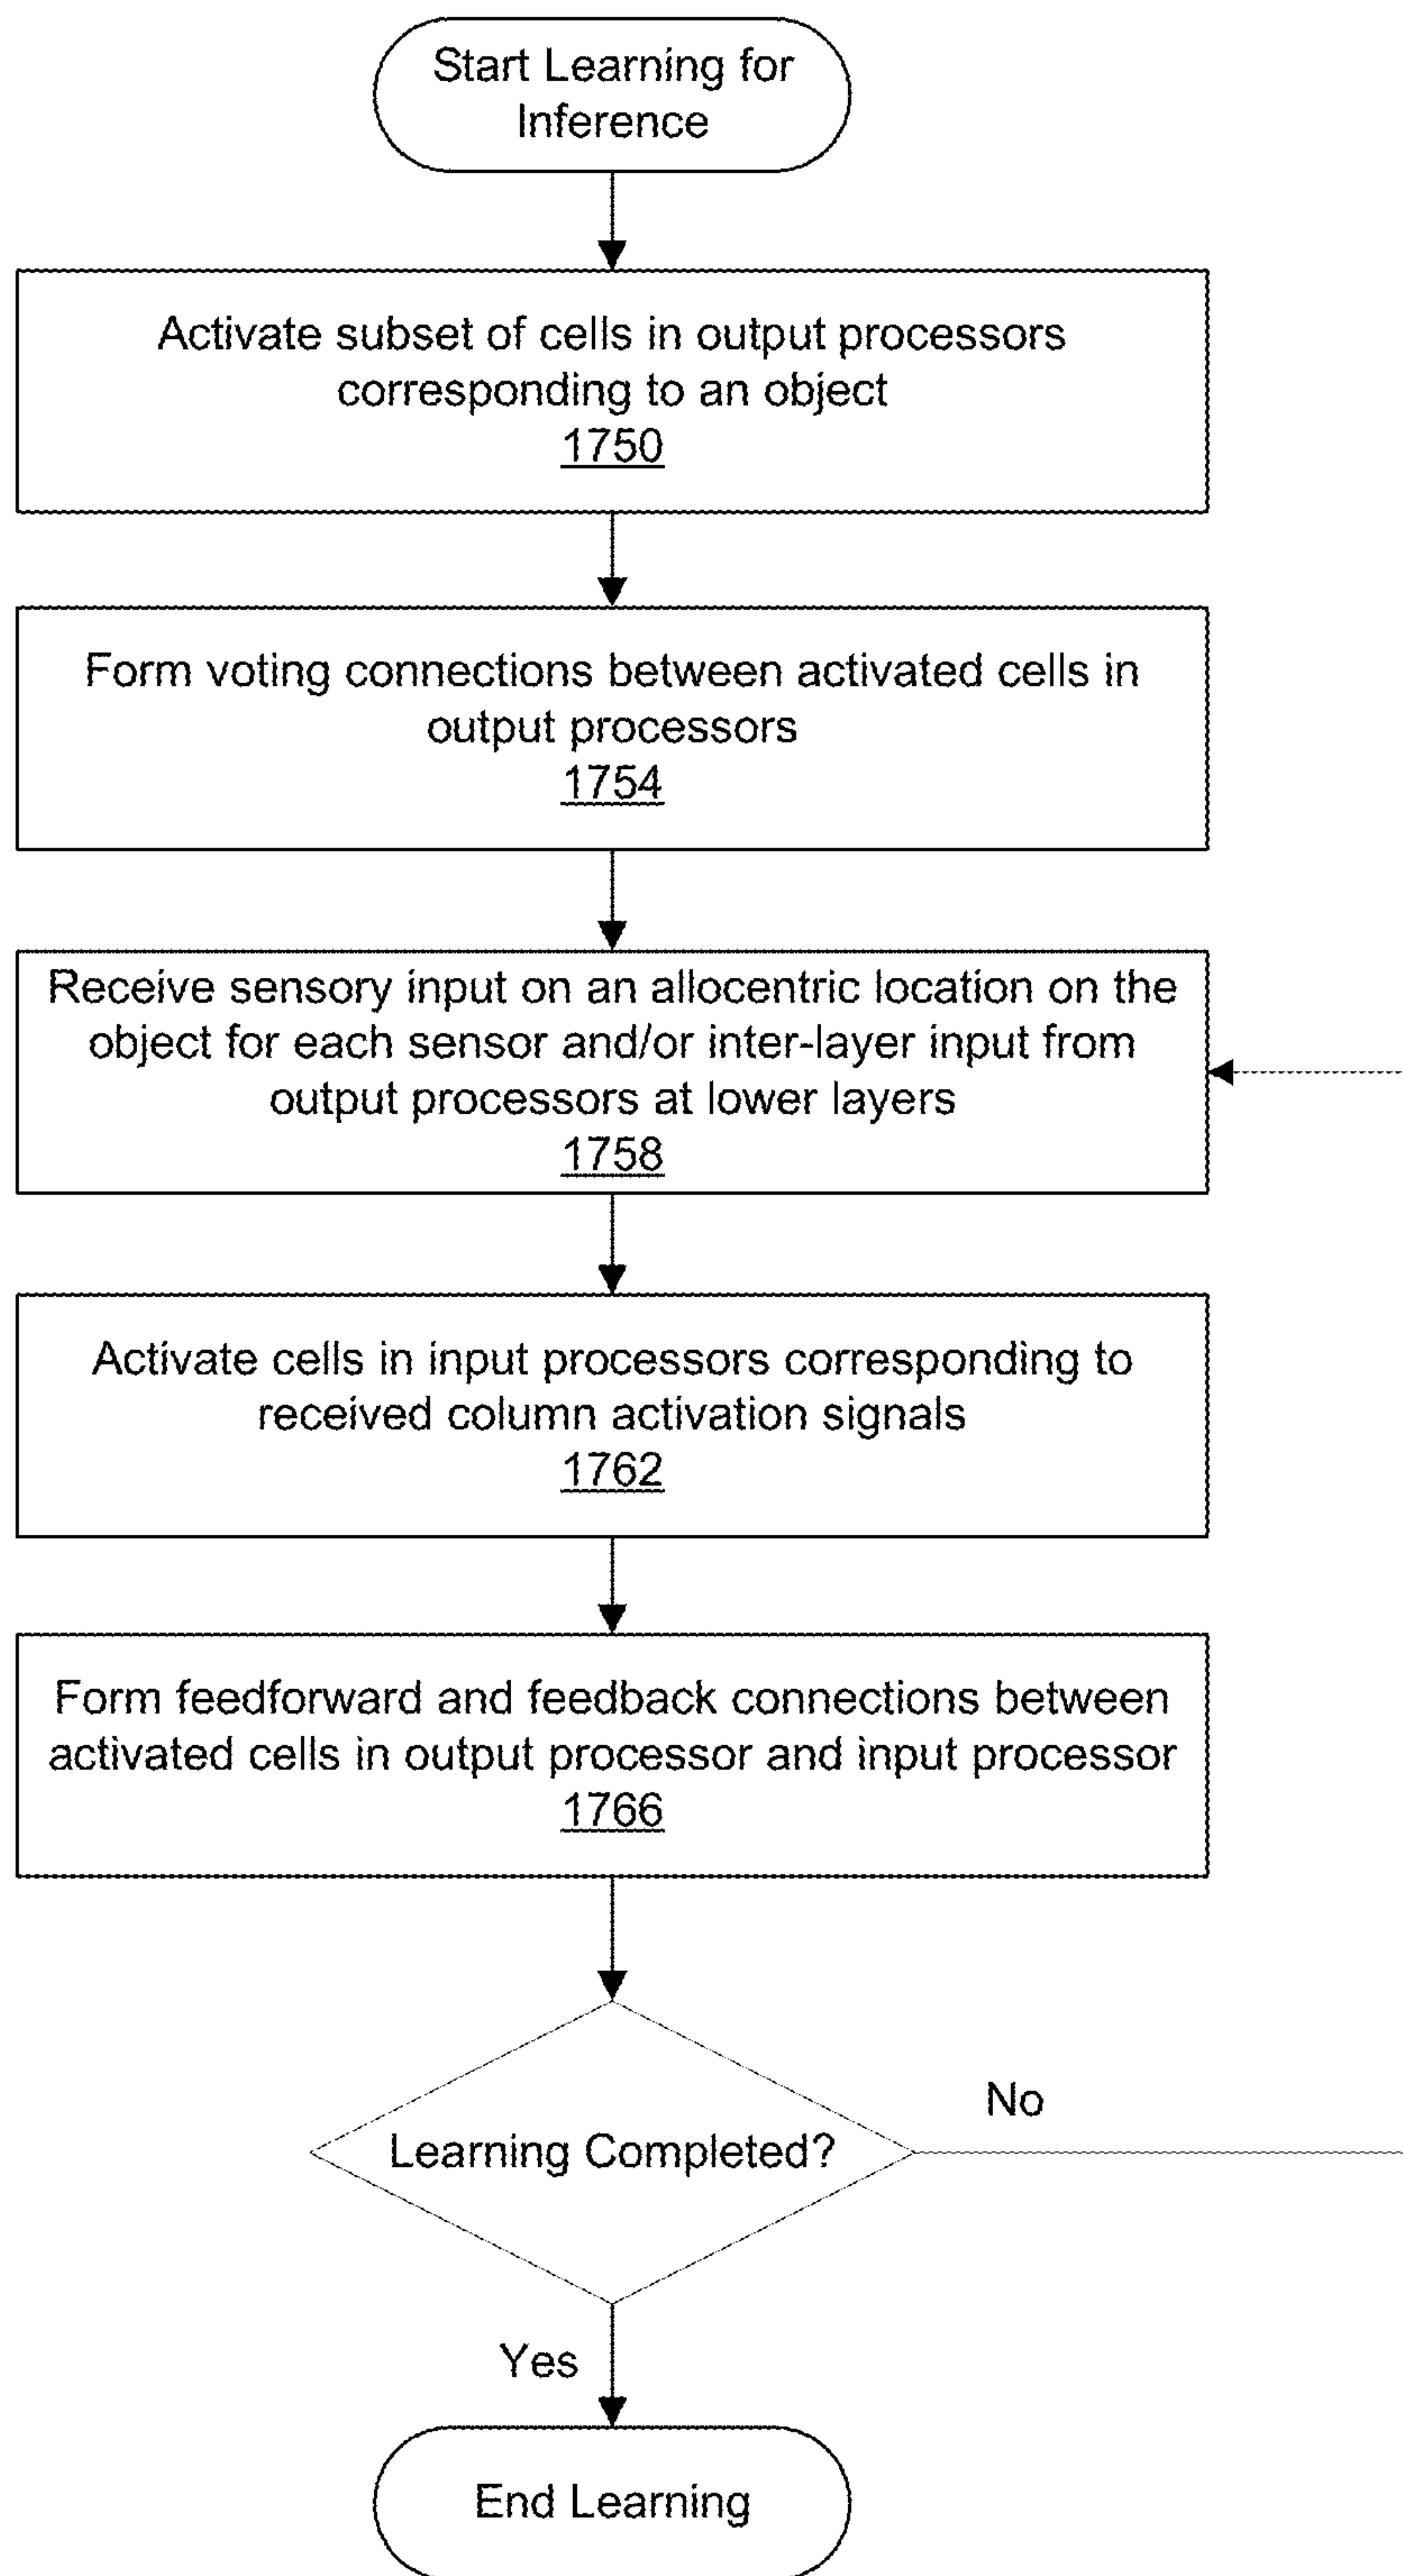 Start Learning for
Inference
Activate subset of cells in output processors
corresponding to an object
1750
Form voting connections between activated cells in
output processors
1754
Receive sensory input on an allocentric location on the
object for each sensor and/or inter-layer input from
output processors at lower layers
1758
Activate cells in input processors corresponding to
received column activation signals
1762
Form feedforward and feedback connections between
activated cells in output processor and input processor
1766
Learning Completed?
No
Yes
End Learning